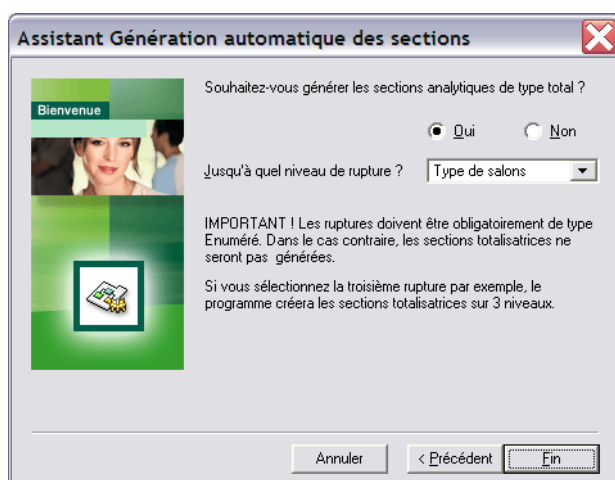 Assistant Génération automatique des sections
Bienvenue
Souhaitez-vous générer les sections analytiques de type total ?
Oui
Non
Jusqu'à quel niveau de rupture ?
Type de salons
IMPORTANT ! Les ruptures doivent être obligatoirement de type
Enuméré. Dans le cas contraire, les sections totalisatrices ne
seront pas générées.
Si vous sélectionnez la troisième rupture par exemple, le
programme créera les sections totalisatrices sur 3 niveaux.
Annuler
< Précédent
Fin